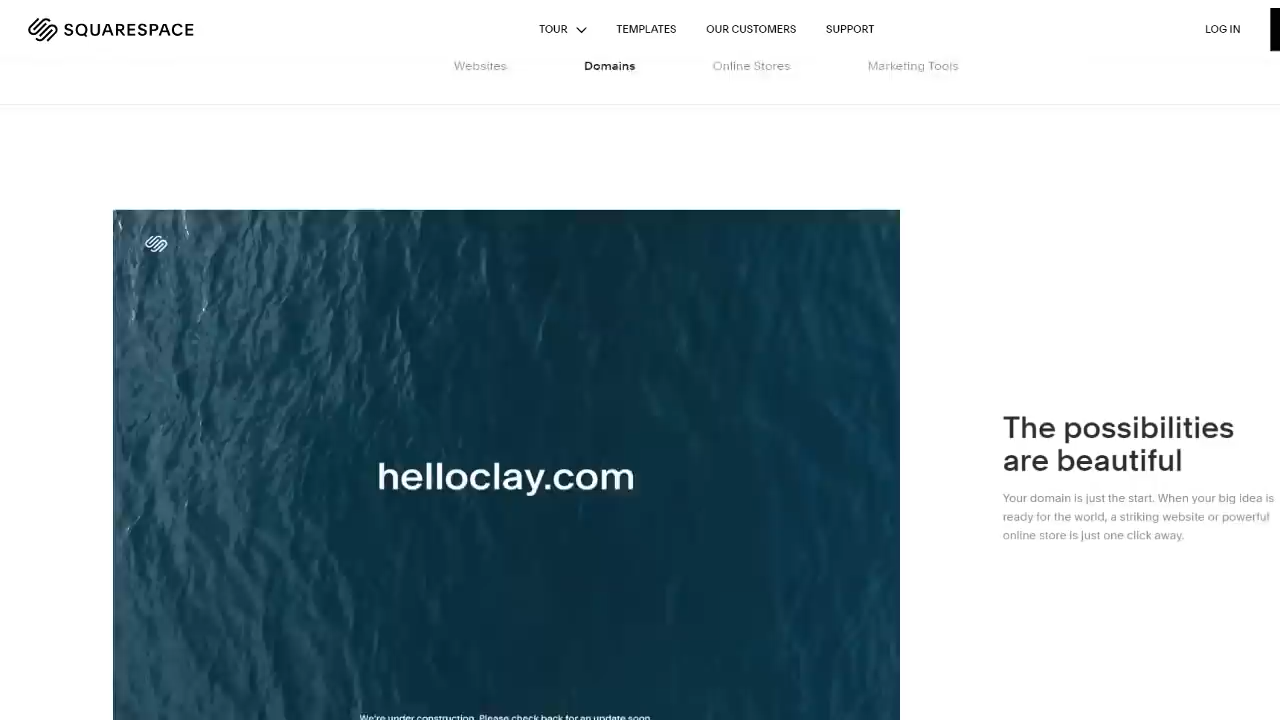 SQUARESPACE
TOUR
TEMPLATES
OUR CUSTOMERS
SUPPORT
LOG IN
Websites
Domains
Online Stores
Marketing Tools
helloclay.com
We're under construction. Please check back for an update soon.
The possibilities
are beautiful
Your domain is just the start. When your big idea is
ready for the world, a striking website or powerful
online store is just one click away.